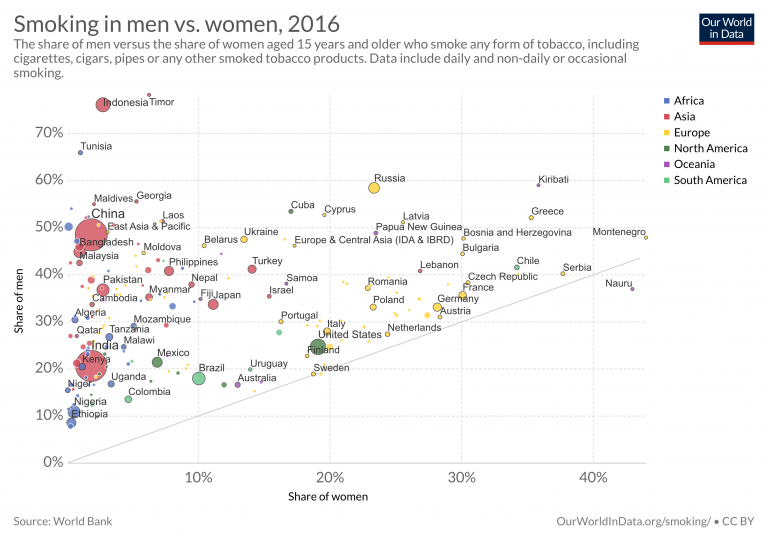 Smoking in men vs. women, 2016
Our World
in Data
The share of men versus the share of women aged 15 years and older who smoke any form of tobacco, including
cigarettes, cigars, pipes or any other smoked tobacco products. Data include daily and non-daily or occasional
smoking.
Indonesia Timor
Africa
Asia
Europe
North America
Oceania
South America
70%
Tunisia
60%
Russia
Kiribati
Maldives Georgia
China
Laos
Cuba
Cyprus
Latvia
Greece
50%
East Asia & Pacific
Papua New Guinea
Bangladesh
Belarus
Ukraine
Europe & Central Asia (IDA & IBRD)
Bosnia and Herzegovina
Montenegro
Malaysia
Moldova
Bulgaria
Philippines
Turkey
Lebanon
Chile
40%
Pakistan
Nepal
Samoa
Romania
Czech Republic
Serbia
Nauru
Cambodia
Myanmar
Fiji Japan
Israel
France
Share of men
Algeria
Mozambique
Portugal
Poland
Germany
Austria
30%
Qatar
Tanzania
Italy
Netherlands
India
Malawi
United States
Kenya
Mexico
Finland
20%
Niger
Uganda
Brazil
Uruguay
Sweden
Colombia
Australia
Nigeria
10%
Ethiopia
0%
10%
20%
30%
40%
Share of women
Source: World Bank
OurWorldInData.org/smoking/ • CC BY